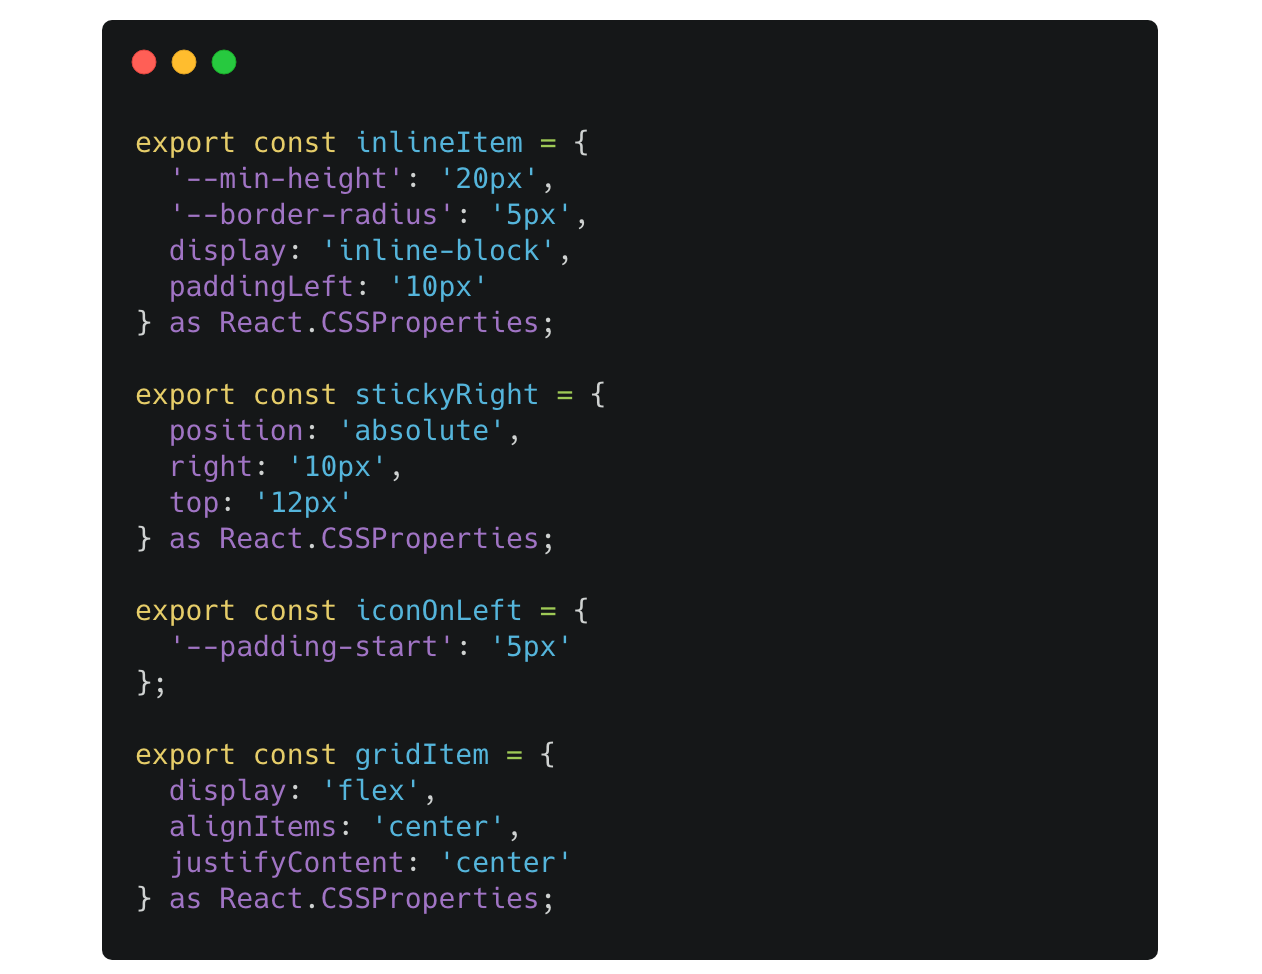 export const inlineItem = {
  '--min-height': '20px',
  '--border-radius': '5px',
  display: 'inline-block',
  paddingLeft: '10px'
} as React.CSSProperties;

export const stickyRight = {
  position: 'absolute',
  right: '10px',
  top: '12px'
} as React.CSSProperties;

export const iconOnLeft = {
  '--padding-start': '5px'
};

export const gridItem = {
  display: 'flex',
  alignItems: 'center',
  justifyContent: 'center'
} as React.CSSProperties;